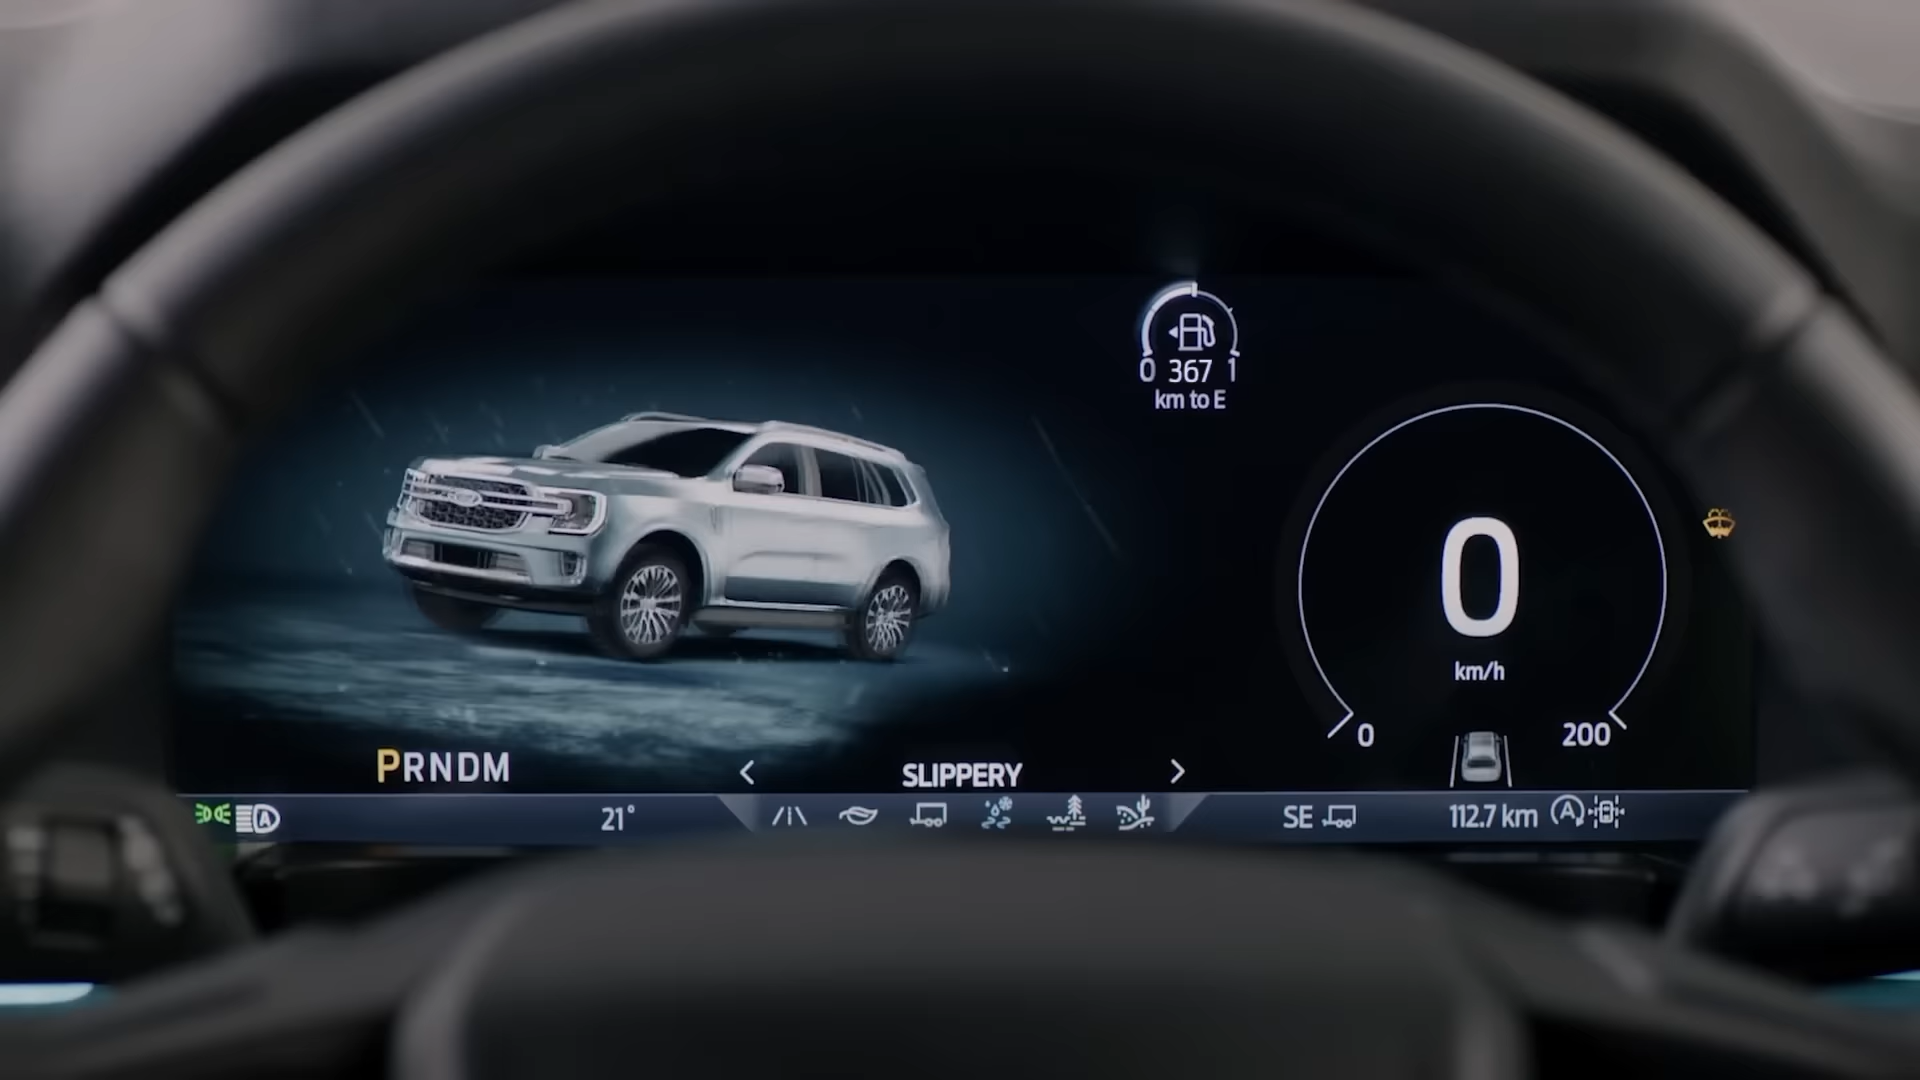 0 367 1
km to E
0
km/h
0 200
PRNDM
SLIPPERY
A
21°
SE
112.7 km
A